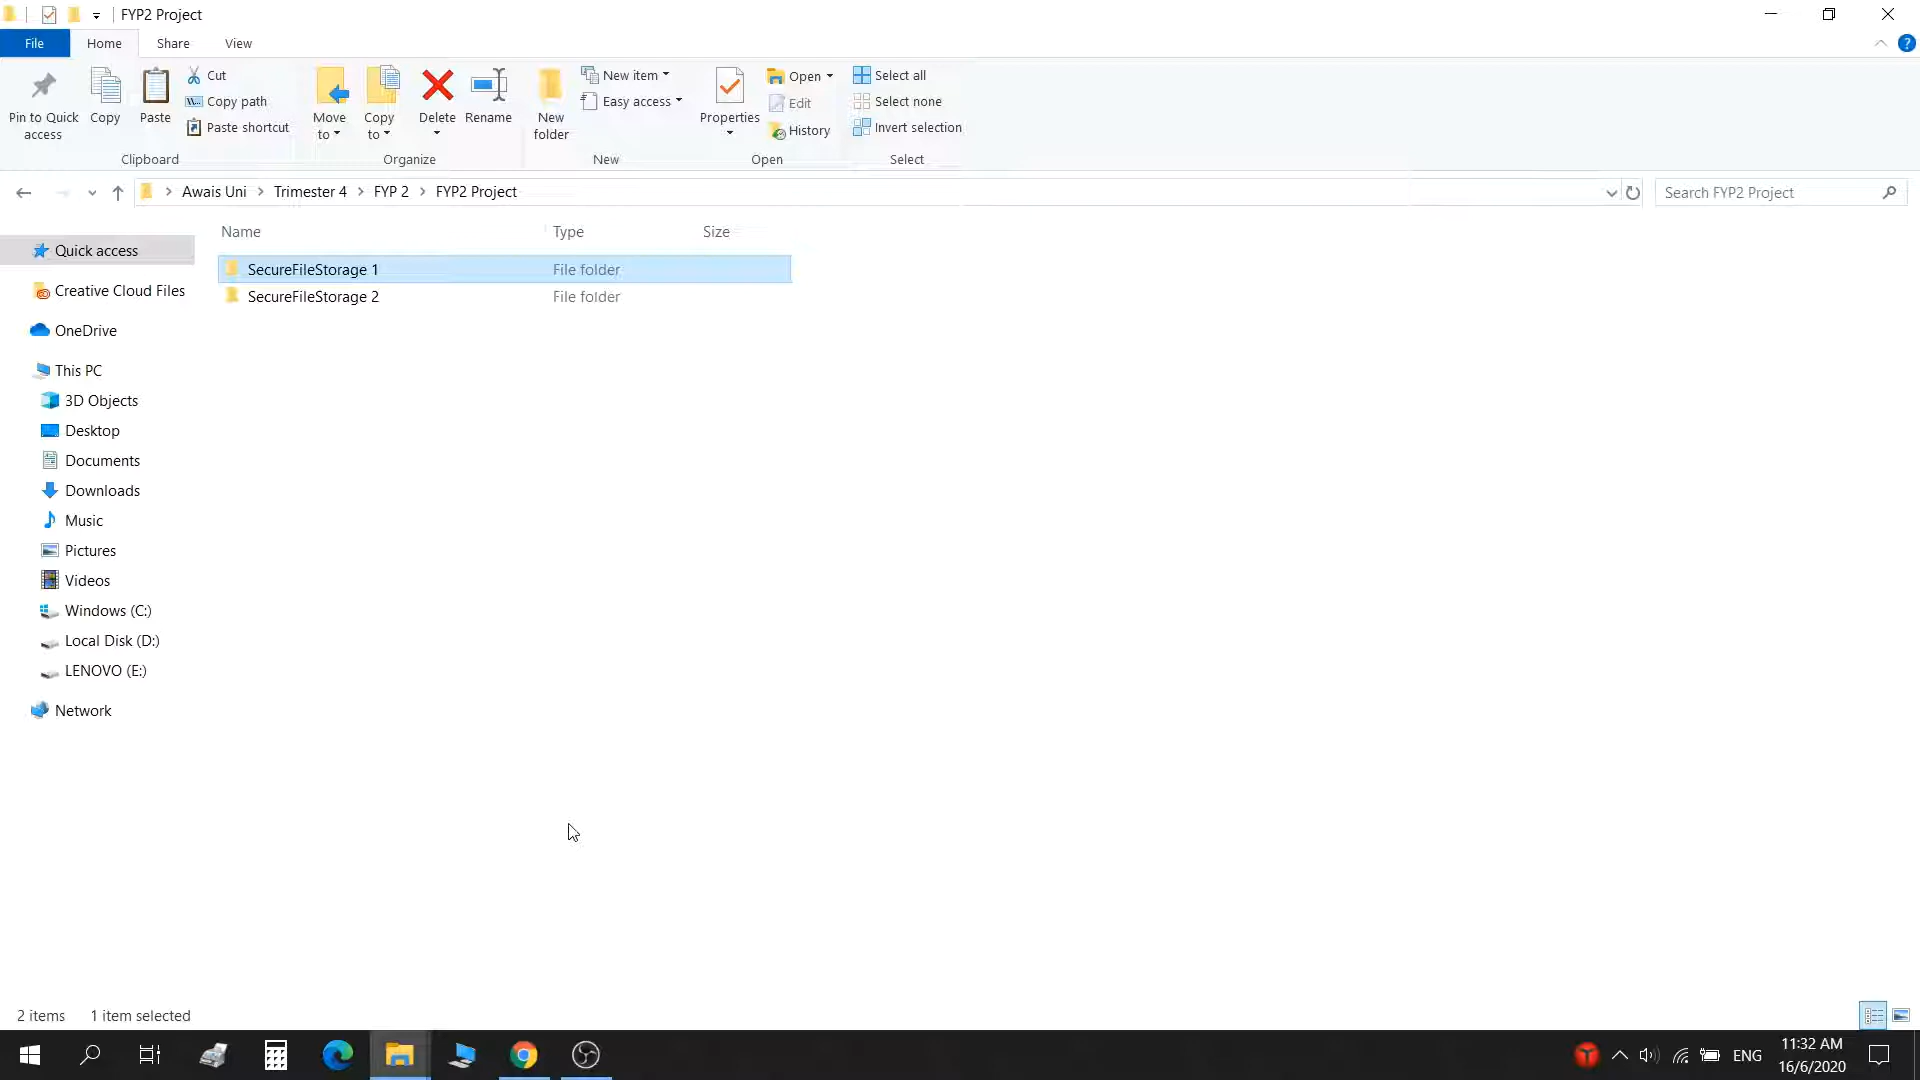 FYP2 Project
File Home Share View
Pin to Quick access
Copy
Paste
Cut
Copy path
Paste shortcut
Clipboard
Move to
Copy to
Delete
Rename
Organize
New folder
New item
Easy access
New
Properties
Open
Edit
History
Open
Select all
Select none
Invert selection
Select
Awais Uni Trimester 4 FYP 2 FYP2 Project
Search FYP2 Project
Name Type Size
SecureFileStorage 1 File folder
SecureFileStorage 2 File folder
Quick access
Creative Cloud Files
OneDrive
This PC
3D Objects
Desktop
Documents
Downloads
Music
Pictures
Videos
Windows (C:)
Local Disk (D:)
LENOVO (E:)
Network
2 items 1 item selected
ENG
11:32 AM
16/6/2020